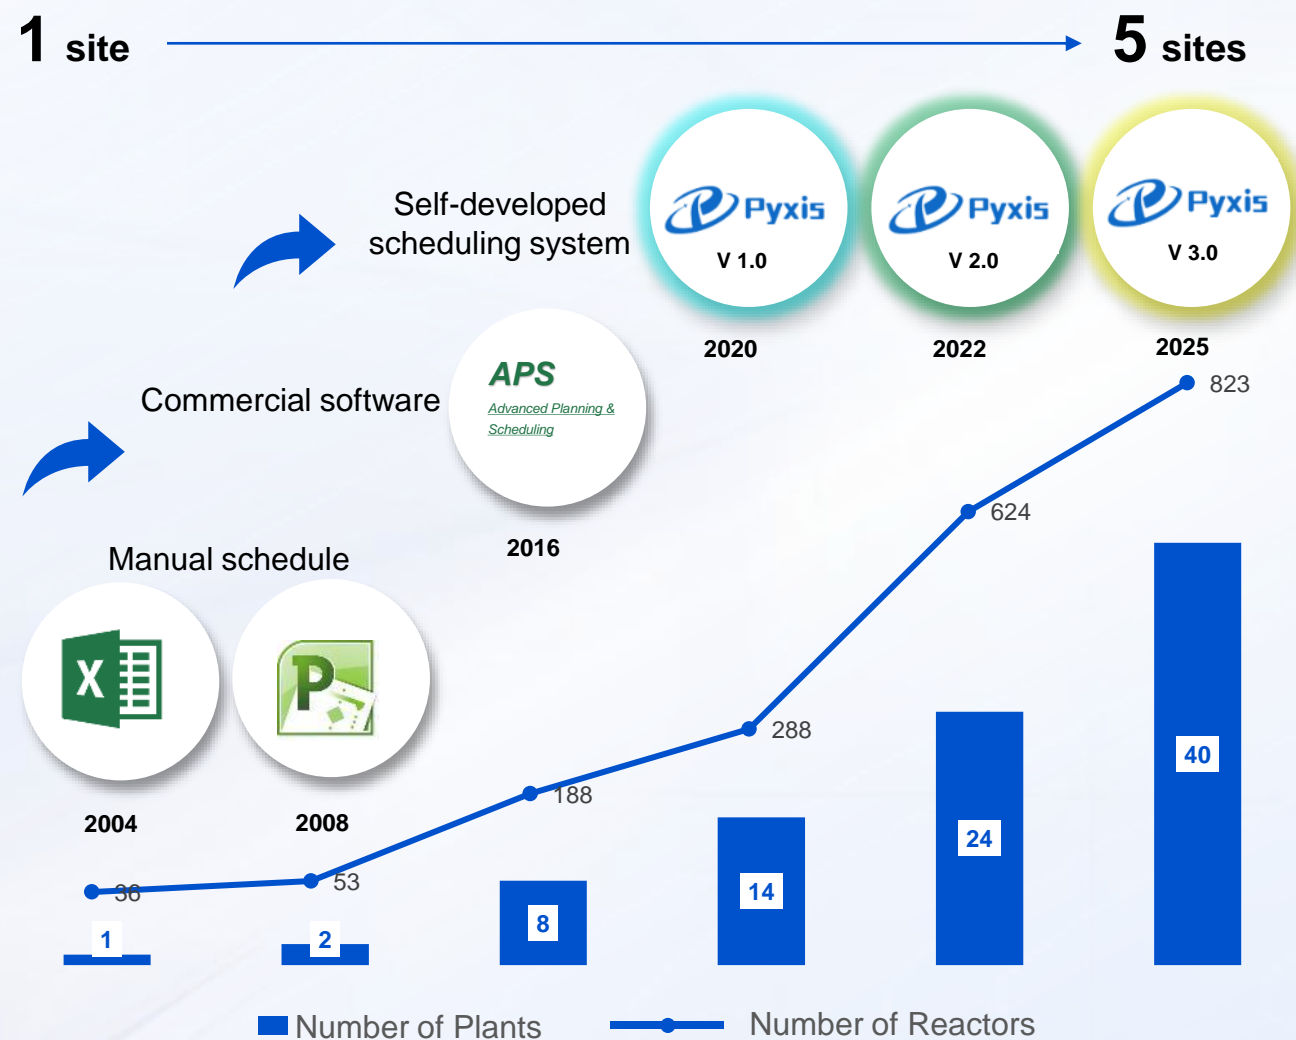 1 site
5 sites
Self-developed
scheduling system
Pyxis
V 1.0
Pyxis
V 2.0
Pyxis
V 3.0
2020
2022
2025
APS
Advanced Planning &
Scheduling
Commercial software
2016
Manual schedule
X
P
2004
2008
36
53
188
288
624
823
1
2
8
14
24
40
Number of Plants
Number of Reactors